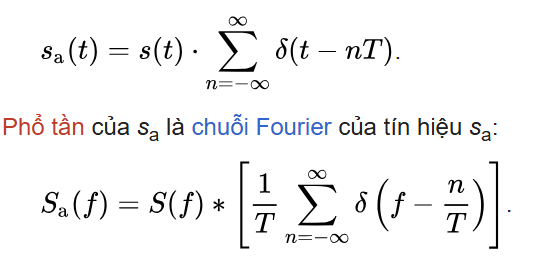 s_a(t) = s(t) · ∑_{n=−∞}^{∞} δ(t − nT).
Phổ tần của s_a là chuỗi Fourier của tín hiệu s_a:
S_a(f) = S(f) ∗ [1/T ∑_{n=−∞}^{∞} δ(f − n/T)].